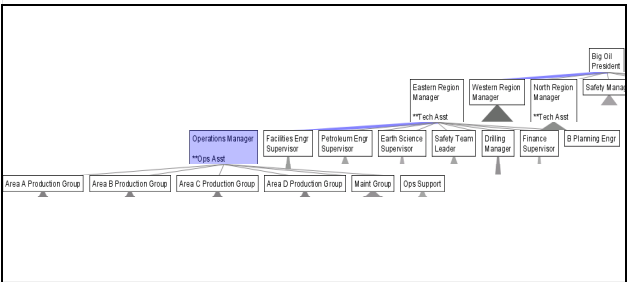 Big Oil
President
Eastern Region
Manager
**Tech Asst
Western Region
Manager
North Region
Manager
**Tech Asst
Safety Manag
Operations Manager
**Ops Asst
Facilities Engr
Supervisor
Petroleum Engr
Supervisor
Earth Science
Supervisor
Safety Team
Leader
Drilling
Manager
Finance
Supervisor
B Planning Engr
Area A Production Group
Area B Production Group
Area C Production Group
Area D Production Group
Maint Group
Ops Support